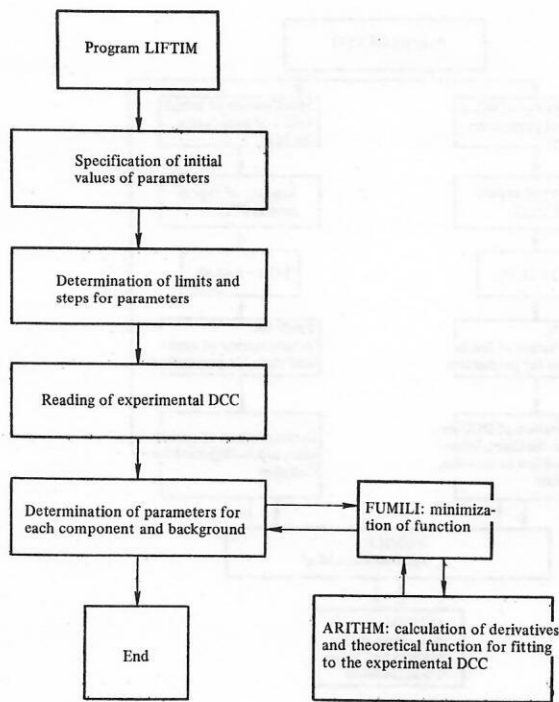 Program LIFTIM
Specification of initial
values of parameters
Determination of limits and
steps for parameters
Reading of experimental DCC
Determination of parameters for
each component and background
FUMILI: minimiza-
tion of function
End
ARITHM: calculation of derivatives
and theoretical function for fitting
to the experimental DCC